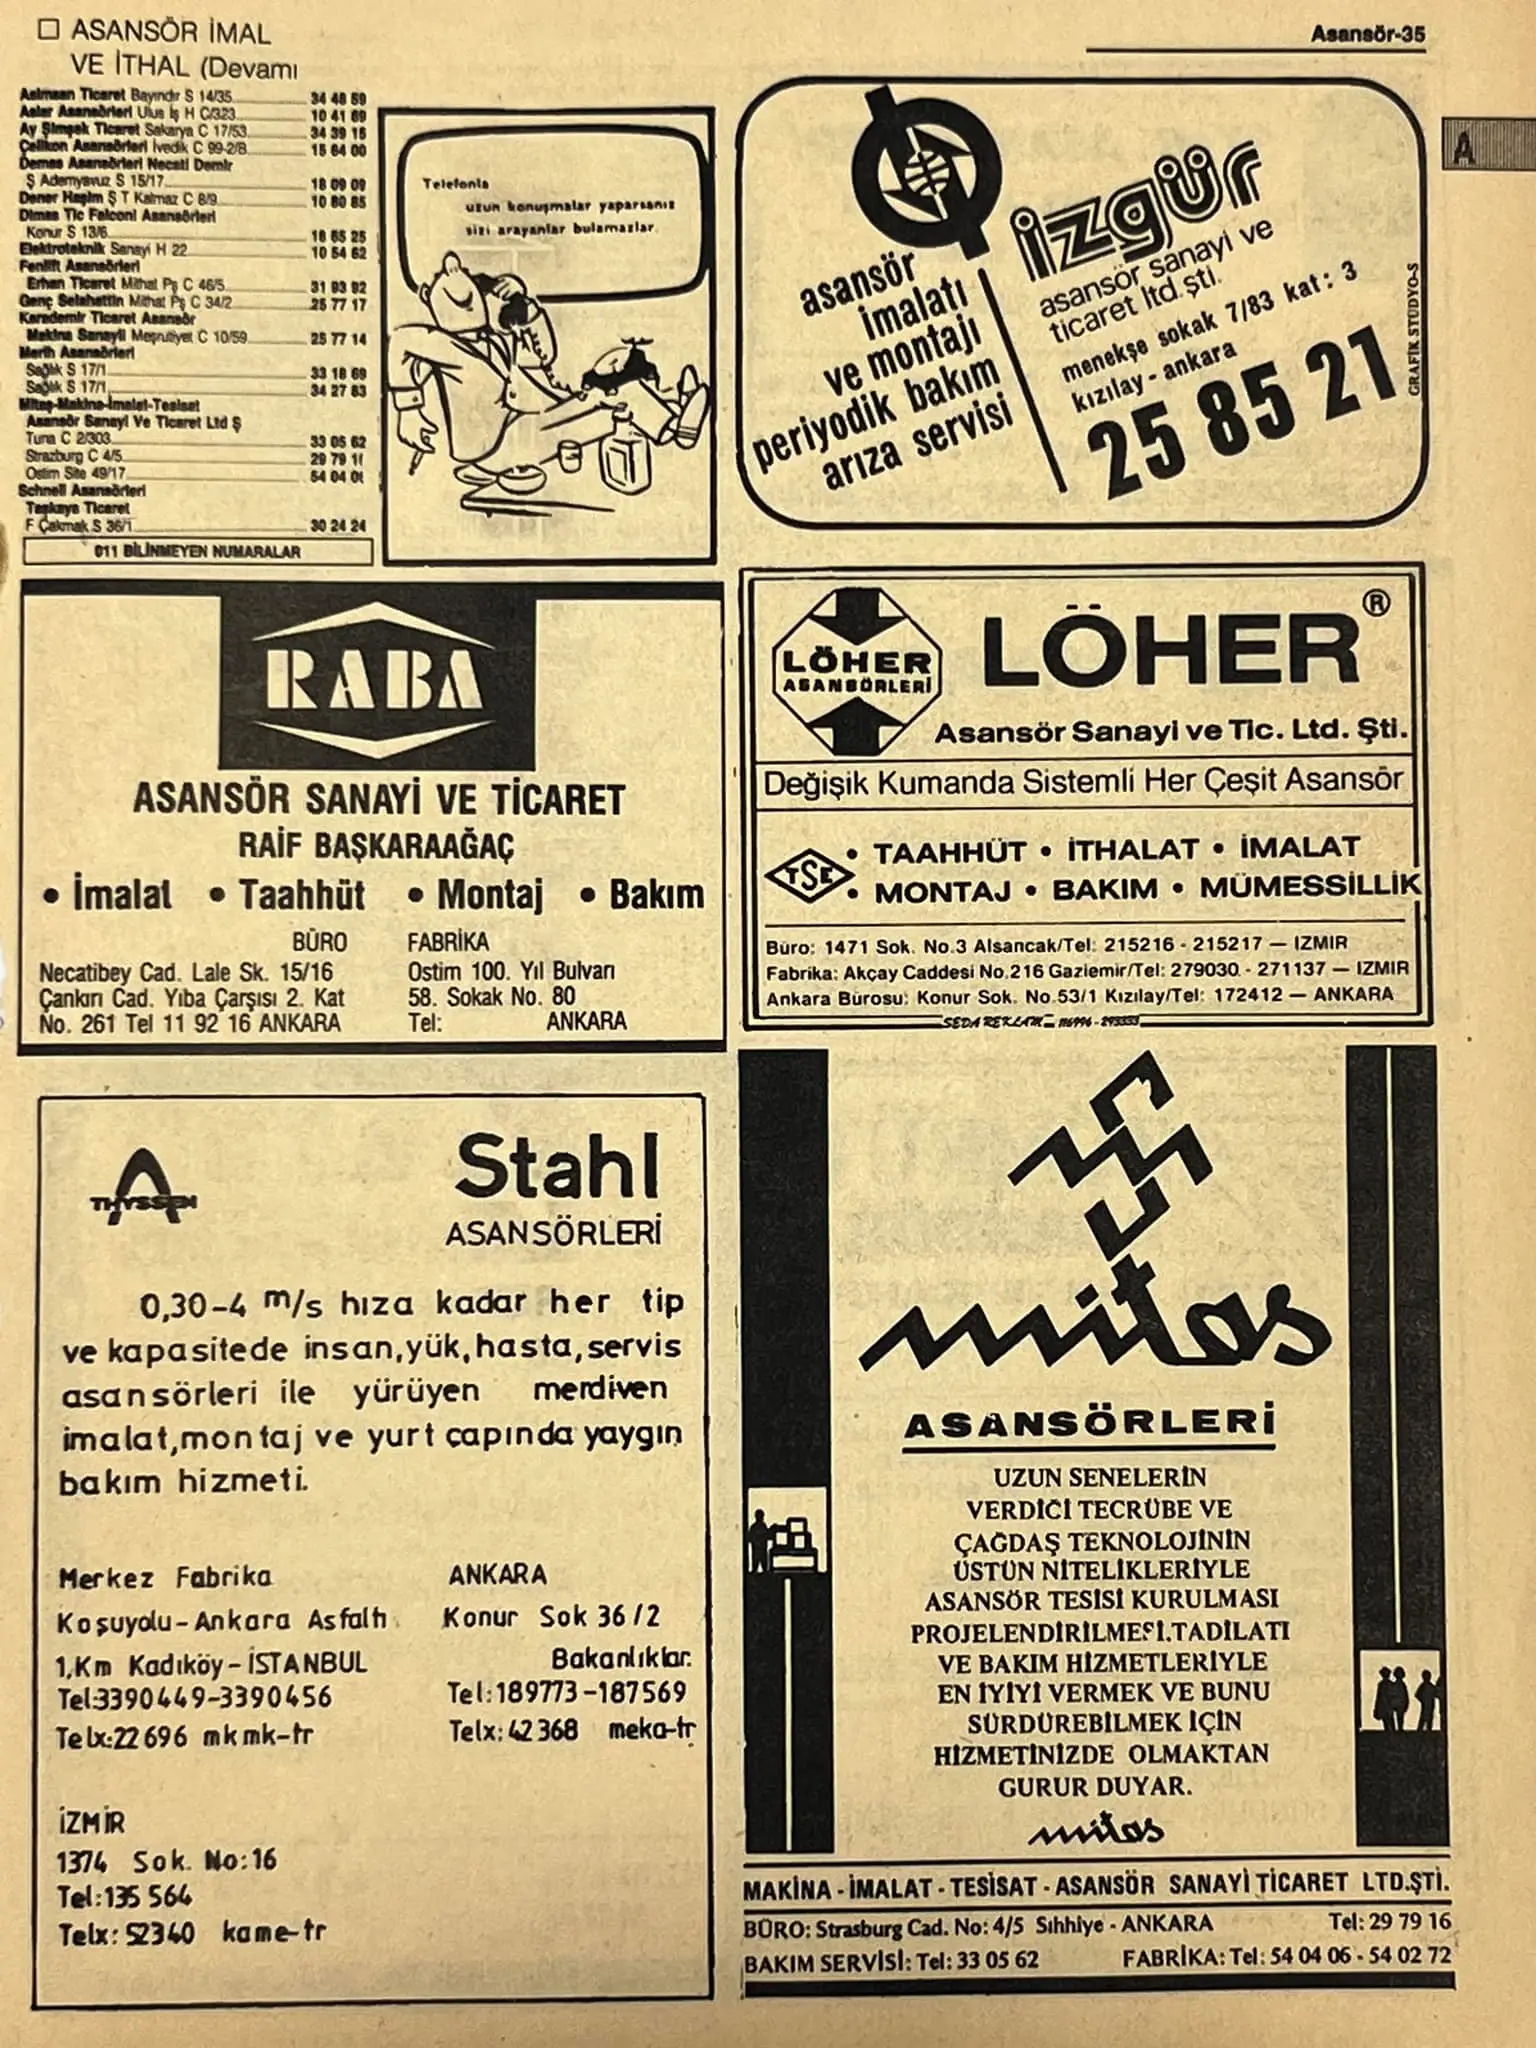 □ ASANSÖR İMAL
VE İTHAL (Devamı
Asansör-35
A
Aslmsan Ticaret Bayındır S 14/35 34 48 59
Aslar Asansörleri Ulus İş H C/323 10 41 69
Ay Şimşek Ticaret Sakarya C 17/53 34 39 15
Çelikon Asansörleri İvedik C 99-2/B 15 64 00
Demas Asansörleri Necati Demir
Ş Ademyavuz S 15/17 18 09 09
Dener Haşim Ş T Kalmaz C 8/9 10 80 85
Dimas Tic Falconi Asansörleri
Konur S 13/6 18 65 25
Elektroteknik Sanayi H 22 10 54 62
Fenlift Asansörleri
Erhan Ticaret Mithat Pş C 46/5 31 93 92
Genç Selahattin Mithat Pş C 34/2 25 77 17
Karademir Ticaret Asansör
Makina Sanayii Meşrutiyet C 10/59 25 77 14
Merih Asansörleri
Sağlık S 17/1 33 18 69
Sağlık S 17/1 34 27 83
Mitaş-Makina-İmalat-Tesisat
Asansör Sanayi Ve Ticaret Ltd Ş
Tuna C 2/303 33 05 62
Strazburg C 4/5 29 79 16
Ostim Site 49/17 54 04 06
Schnell Asansörleri
Taşkaya Ticaret
F Çakmak S 36/1 30 24 24
011 BİLİNMEYEN NUMARALAR
Telefonla
uzun konuşmalar yaparsanız
sizi arayanlar bulamazlar.
asansör
imalatı
ve montajı
periyodik bakım
arıza servisi
izgür
asansör sanayi ve
ticaret ltd.şti.
menekşe sokak 7/83 kat: 3
kızılay - ankara
25 85 21
GRAFİK STUDYO-S
RABA
ASANSÖR SANAYİ VE TİCARET
RAİF BAŞKARAAĞAÇ
• İmalat • Taahhüt • Montaj • Bakım
BÜRO FABRİKA
Necatibey Cad. Lale Sk. 15/16 Ostim 100. Yıl Bulvarı
Çankırı Cad. Yıba Çarşısı 2. Kat 58. Sokak No. 80
No. 261 Tel 11 92 16 ANKARA Tel: ANKARA
LÖHER
ASANSÖRLERİ
LÖHER®
Asansör Sanayi ve Tic. Ltd. Şti.
Değişik Kumanda Sistemli Her Çeşit Asansör
TSE
• TAAHHÜT • İTHALAT • İMALAT
• MONTAJ • BAKIM • MÜMESSİLLİK
Büro: 1471 Sok. No.3 Alsancak/Tel: 215216 - 215217 — IZMIR
Fabrika: Akçay Caddesi No.216 Gaziemir/Tel: 279030 - 271137 — IZMIR
Ankara Bürosu: Konur Sok. No.53/1 Kızılay/Tel: 172412 — ANKARA
SEDA REKLAM 116996 - 295555
THYSSEN
Stahl
ASANSÖRLERİ
0,30-4 m/s hıza kadar her tip
ve kapasitede insan,yük,hasta,servis
asansörleri ile yürüyen merdiven
imalat,montaj ve yurt çapında yaygın
bakım hizmeti.
Merkez Fabrika
Koşuyolu-Ankara Asfaltı
1,Km Kadıköy-İSTANBUL
Tel:3390449-3390456
Telx:22696 mkmk-tr
ANKARA
Konur Sok 36/2
Bakanlıklar.
Tel:189773-187569
Telx:42368 meka-tr
İZMİR
1374 Sok. No:16
Tel:135 564
Telx: 52340 kame-tr
mitas
ASANSÖRLERİ
UZUN SENELERİN
VERDİĞİ TECRÜBE VE
ÇAĞDAŞ TEKNOLOJİNİN
ÜSTÜN NİTELİKLERİYLE
ASANSÖR TESİSİ KURULMASI
PROJELENDİRİLMESİ.TADİLATI
VE BAKIM HİZMETLERİYLE
EN İYİYİ VERMEK VE BUNU
SÜRDÜREBİLMEK İÇİN
HİZMETİNİZDE OLMAKTAN
GURUR DUYAR.
mitas
MAKİNA - İMALAT - TESİSAT - ASANSÖR SANAYİ TİCARET LTD.ŞTİ.
BÜRO: Strasburg Cad. No: 4/5 Sıhhiye - ANKARA Tel: 29 79 16
BAKIM SERVİSİ: Tel: 33 05 62 FABRİKA: Tel: 54 04 06 - 54 02 72